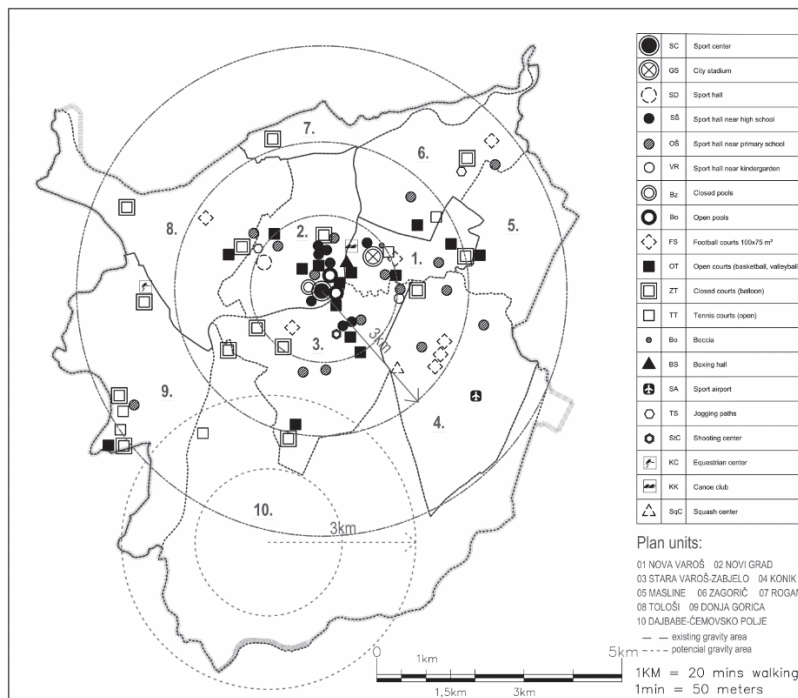 7.
6.
8.
5.
2.
1.
3.
3km
9.
4.
10.
3km
SC Sport center
GS City stadium
SD Sport hall
SŠ Sport hall near high school
OŠ Sport hall near primary school
VR Sport hall near kindergarden
Bz Closed pools
Bo Open pools
FS Football courts 100x75 m²
OT Open courts (basketball, valleyball
ZT Closed courts (balloon)
TT Tennis courts (open)
Bo Boccia
BS Boxing hall
SA Sport airport
TS Jogging paths
StC Shooting center
KC Equestrian center
KK Canoe club
SqC Squash center
Plan units:
01 NOVA VAROŠ 02 NOVI GRAD
03 STARA VAROŠ-ZABJELO 04 KONIK
05 MASLINE 06 ZAGORIČ 07 ROGAM
08 TOLOŠI 09 DONJA GORICA
10 DAJBABE-ĆEMOVSKO POLJE
existing gravity area
potencial gravity area
0 5km
1km
1,5km 3km
1KM = 20 mins walking
1min = 50 meters